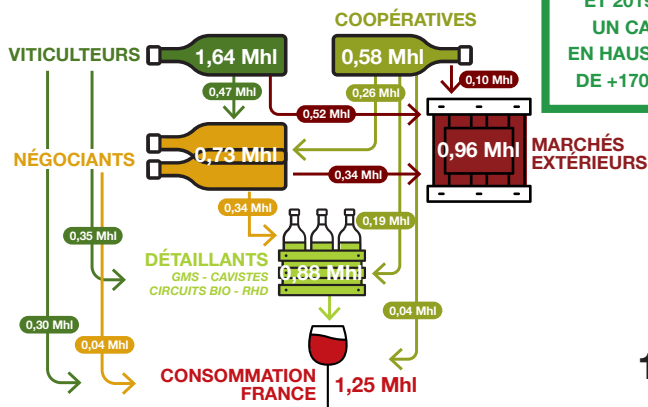 ET 2019
UN CA
EN HAUS
DE +170
COOPÉRATIVES
VITICULTEURS
1,64 Mhl
0,58 Mhl
0,10 Mhl
0,47 Mhl
0,26 Mhl
0,52 Mhl
NÉGOCIANTS
0,73 Mhl
0,96 Mhl
MARCHÉS
EXTÉRIEURS
0,34 Mhl
0,34 Mhl
0,19 Mhl
0,35 Mhl
DÉTAILLANTS
GMS - CAVISTES
CIRCUITS BIO - RHD
0,88 Mhl
0,30 Mhl
0,04 Mhl
0,04 Mhl
CONSOMMATION
FRANCE
1,25 Mhl